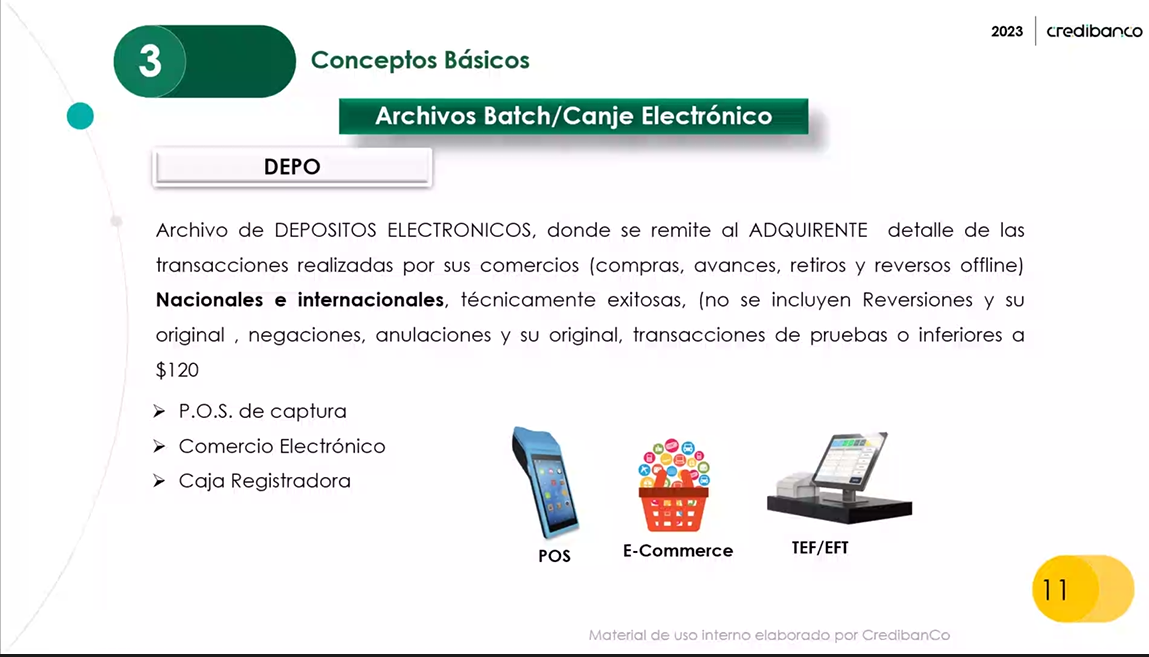 2023 credibanco
3 Conceptos Básicos
Archivos Batch/Canje Electrónico
DEPO
Archivo de DEPOSITOS ELECTRONICOS, donde se remite al ADQUIRENTE detalle de las
transacciones realizadas por sus comercios (compras, avances, retiros y reversos offline)
Nacionales e internacionales, técnicamente exitosas, (no se incluyen Reversiones y su
original , negaciones, anulaciones y su original, transacciones de pruebas o inferiores a
$120
➢ P.O.S. de captura
➢ Comercio Electrónico
➢ Caja Registradora
POS
E-Commerce
TEF/EFT
11
Material de uso interno elaborado por CredibanCo